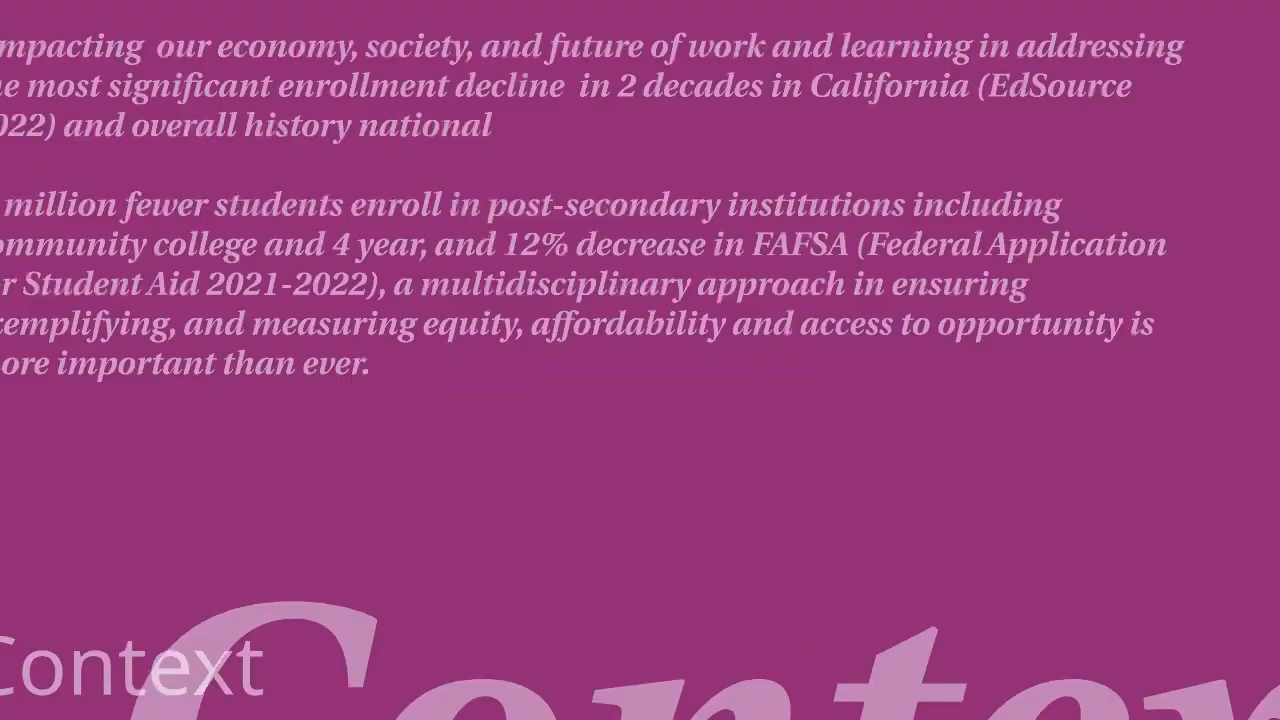 mpacting our economy, society, and future of work and learning in addressing
e most significant enrollment decline in 2 decades in California (EdSource
022) and overall history national
million fewer students enroll in post-secondary institutions including
ommunity college and 4 year, and 12% decrease in FAFSA (Federal Application
r Student Aid 2021-2022), a multidisciplinary approach in ensuring
emplifying, and measuring equity, affordability and access to opportunity is
ore important than ever.
Context
Conte